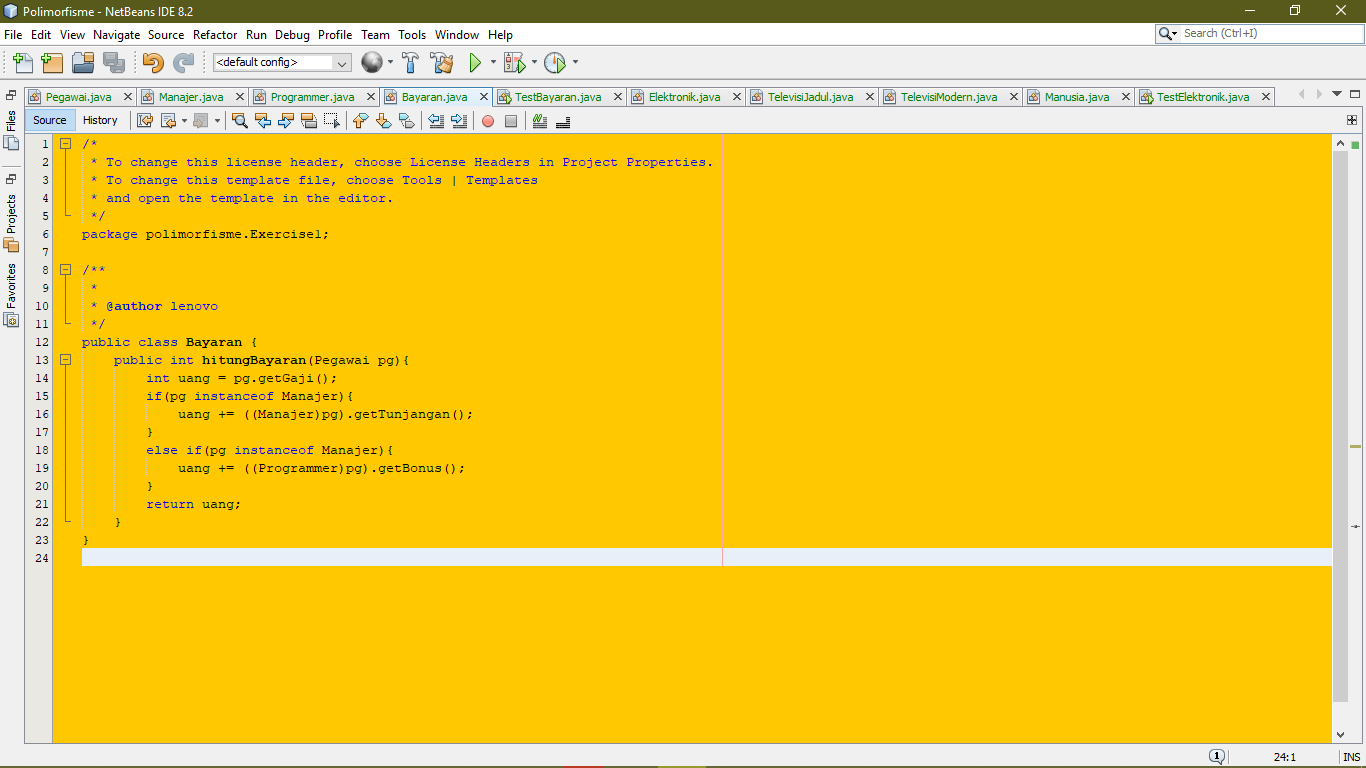 Polimorfisme - NetBeans IDE 8.2
File Edit View Navigate Source Refactor Run Debug Profile Team Tools Window Help
Search (Ctrl+I)
<default config>
Pegawai.java Manajer.java Programmer.java Bayaran.java TestBayaran.java Elektronik.java TelevisiJadul.java TelevisiModern.java Manusia.java TestElektronik.java
Files
Projects
Favorites
Source History
1 /*
2 * To change this license header, choose License Headers in Project Properties.
3 * To change this template file, choose Tools | Templates
4 * and open the template in the editor.
5 */
6 package polimorfisme.Exercise1;
7
8 /**
9 *
10 * @author lenovo
11 */
12 public class Bayaran {
13 public int hitungBayaran(Pegawai pg){
14 int uang = pg.getGaji();
15 if(pg instanceof Manajer){
16 uang += ((Manajer)pg).getTunjangan();
17 }
18 else if(pg instanceof Manajer){
19 uang += ((Programmer)pg).getBonus();
20 }
21 return uang;
22 }
23 }
24
1 24:1 INS